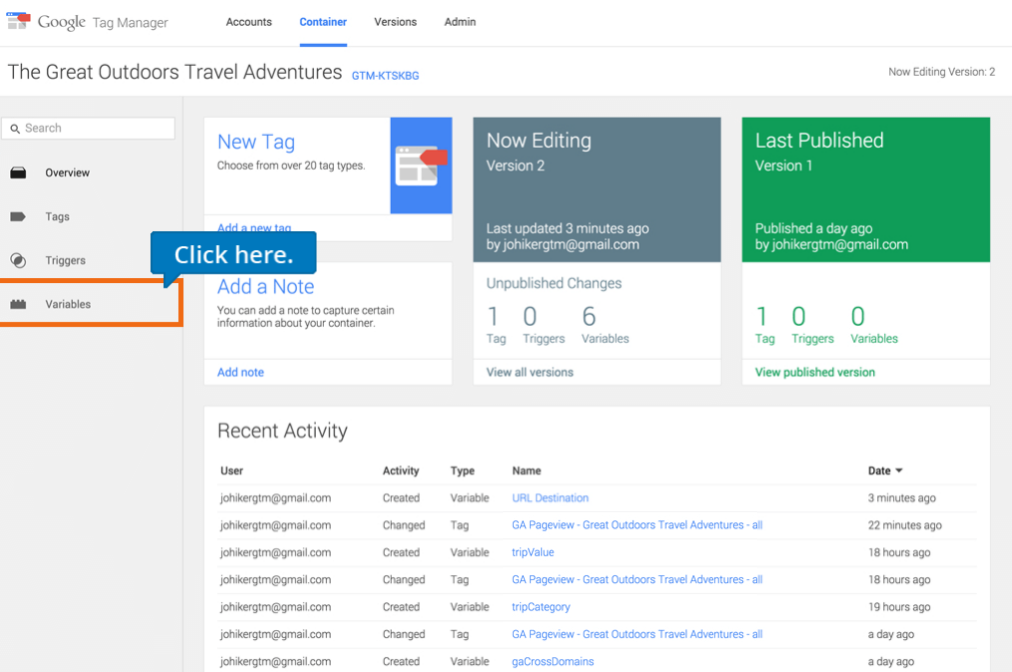 Google Tag Manager
Accounts Container Versions Admin
The Great Outdoors Travel Adventures GTM-KTSKBG
Now Editing Version: 2
Search
Overview
Tags
Triggers
Variables
Click here.
New Tag
Choose from over 20 tag types.
Add a new tag
Add a Note
You can add a note to capture certain
information about your container.
Add note
Now Editing
Version 2
Last updated 3 minutes ago
by johikergtm@gmail.com
Unpublished Changes
1 0 6
Tag Triggers Variables
View all versions
Last Published
Version 1
Published a day ago
by johikergtm@gmail.com
1 0 0
Tag Triggers Variables
View published version
Recent Activity
User Activity Type Name Date
johikergtm@gmail.com Created Variable URL Destination 3 minutes ago
johikergtm@gmail.com Changed Tag GA Pageview - Great Outdoors Travel Adventures - all 22 minutes ago
johikergtm@gmail.com Created Variable tripValue 18 hours ago
johikergtm@gmail.com Changed Tag GA Pageview - Great Outdoors Travel Adventures - all 18 hours ago
johikergtm@gmail.com Created Variable tripCategory 19 hours ago
johikergtm@gmail.com Changed Tag GA Pageview - Great Outdoors Travel Adventures - all a day ago
johikergtm@gmail.com Created Variable gaCrossDomains a day ago